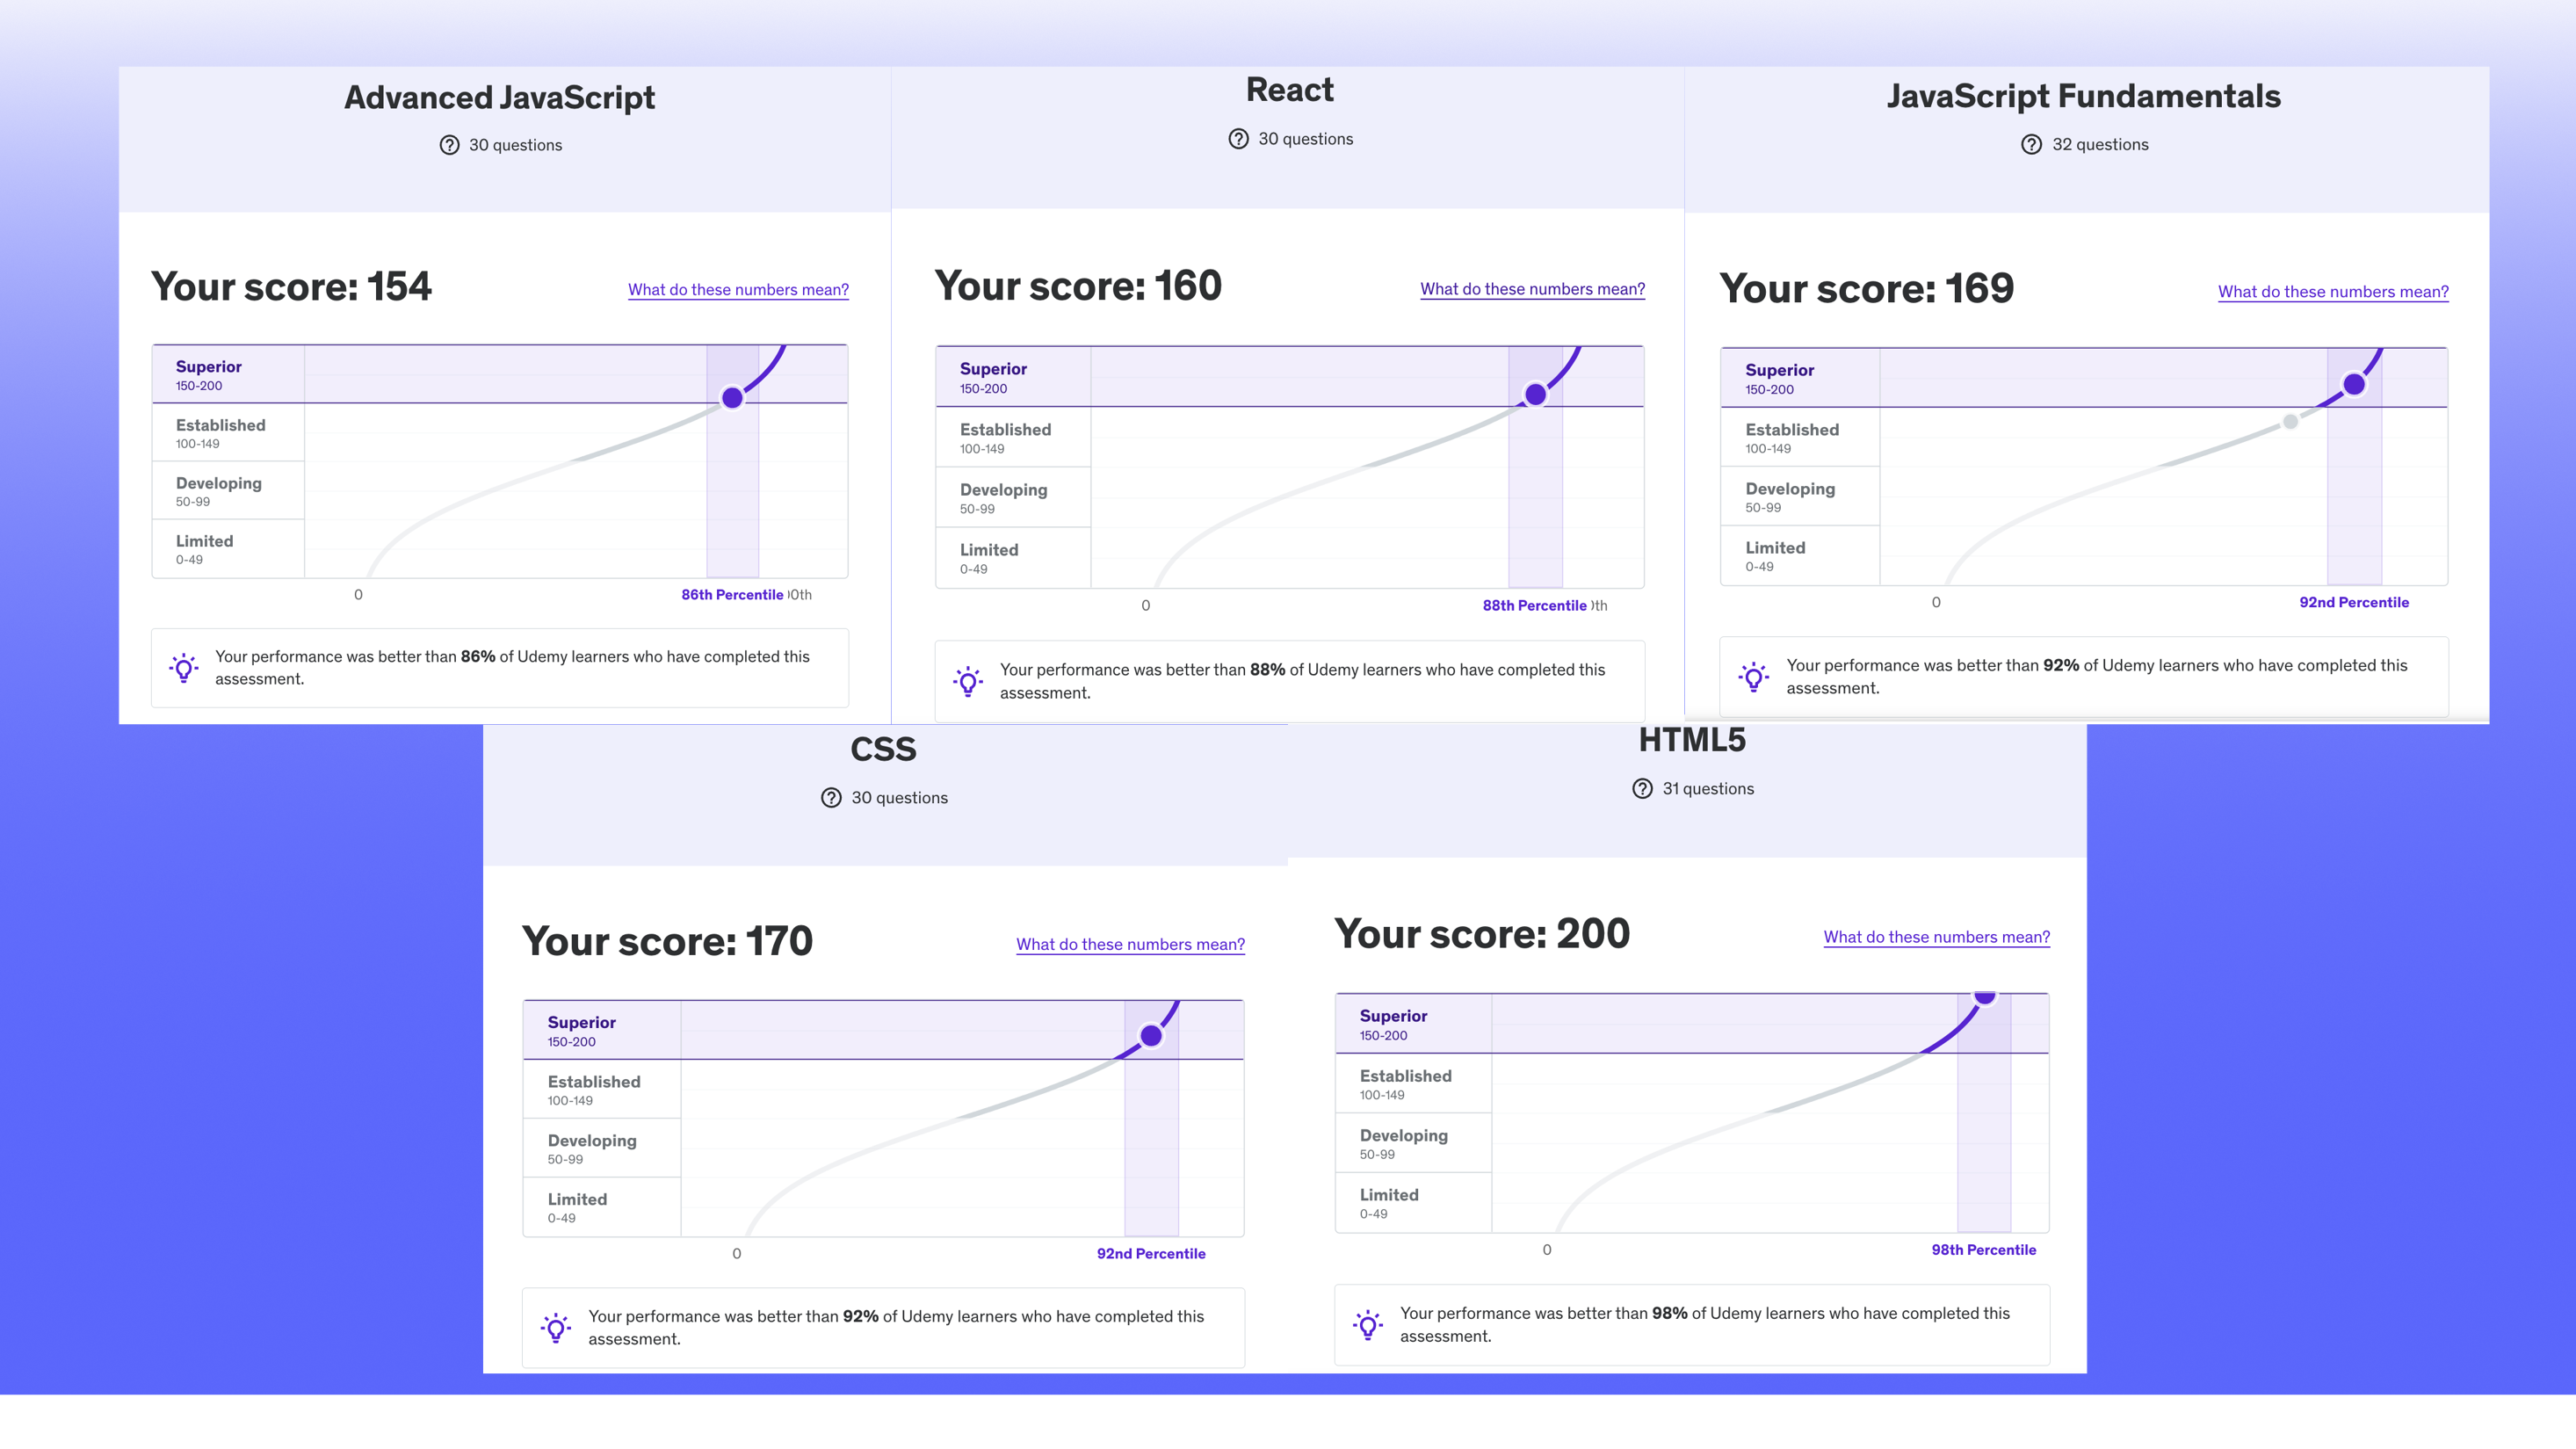 Advanced JavaScript
30 questions
Your score: 154
What do these numbers mean?
Superior
150-200
Established
100-149
Developing
50-99
Limited
0-49
0
86th Percentile
Your performance was better than 86% of Udemy learners who have completed this
assessment.
React
30 questions
Your score: 160
What do these numbers mean?
Superior
150-200
Established
100-149
Developing
50-99
Limited
0-49
0
88th Percentile
Your performance was better than 88% of Udemy learners who have completed this
assessment.
JavaScript Fundamentals
32 questions
Your score: 169
What do these numbers mean?
Superior
150-200
Established
100-149
Developing
50-99
Limited
0-49
0
92nd Percentile
Your performance was better than 92% of Udemy learners who have completed this
assessment.
CSS
30 questions
Your score: 170
What do these numbers mean?
Superior
150-200
Established
100-149
Developing
50-99
Limited
0-49
0
92nd Percentile
Your performance was better than 92% of Udemy learners who have completed this
assessment.
HTML5
31 questions
Your score: 200
What do these numbers mean?
Superior
150-200
Established
100-149
Developing
50-99
Limited
0-49
0
98th Percentile
Your performance was better than 98% of Udemy learners who have completed this
assessment.